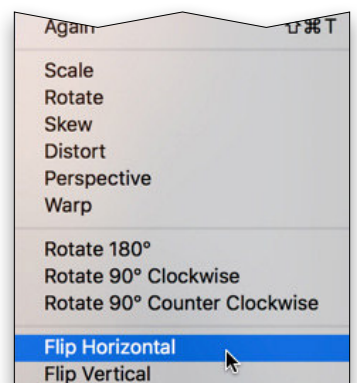 Again ⇧⌘T
Scale
Rotate
Skew
Distort
Perspective
Warp
Rotate 180°
Rotate 90° Clockwise
Rotate 90° Counter Clockwise
Flip Horizontal
Flip Vertical